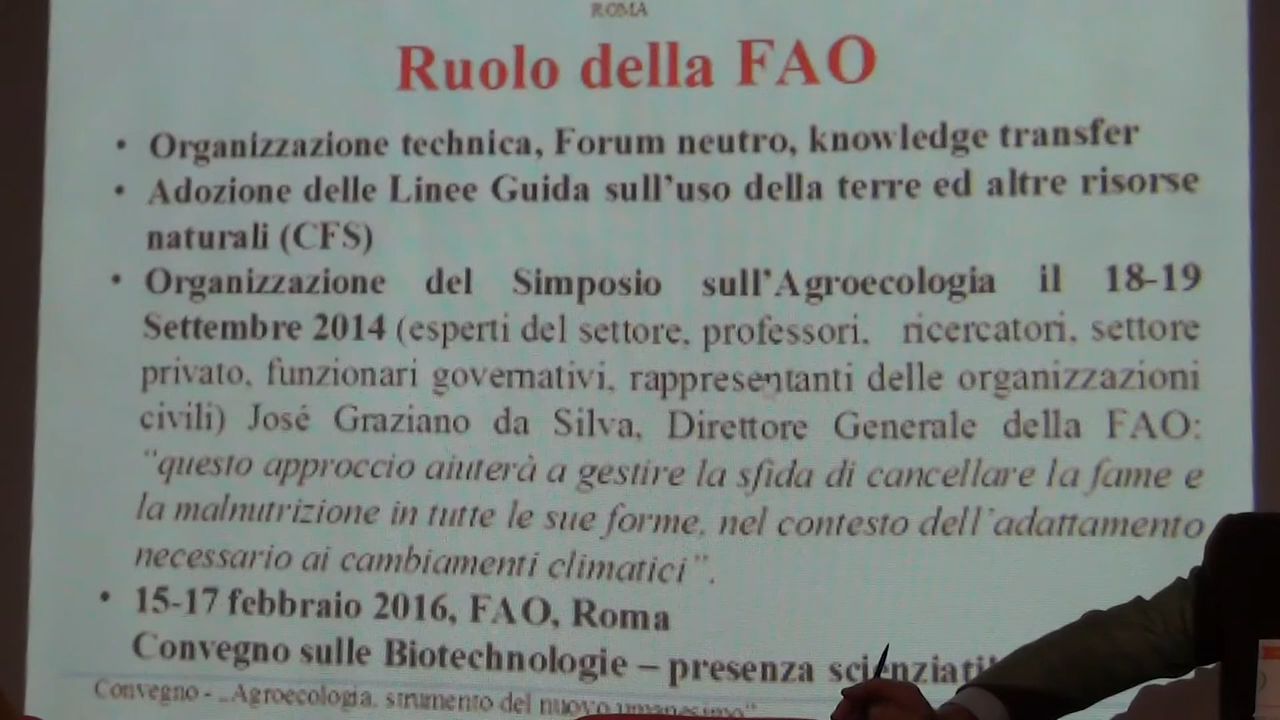 ROMA
Ruolo della FAO
• Organizzazione technica, Forum neutro, knowledge transfer
• Adozione delle Linee Guida sull'uso della terre ed altre risorse
naturali (CFS)
• Organizzazione del Simposio sull'Agroecologia il 18-19
Settembre 2014 (esperti del settore, professori, ricercatori, settore
privato, funzionari governativi, rappresentanti delle organizzazioni
civili) José Graziano da Silva, Direttore Generale della FAO:
"questo approccio aiuterà a gestire la sfida di cancellare la fame e
la malnutrizione in tutte le sue forme, nel contesto dell'adattamento
necessario ai cambiamenti climatici".
• 15-17 febbraio 2016, FAO, Roma
Convegno sulle Biotechnologie – presenza scienziati
Convegno - „Agroecologia, strumento del nuovo umanesimo"